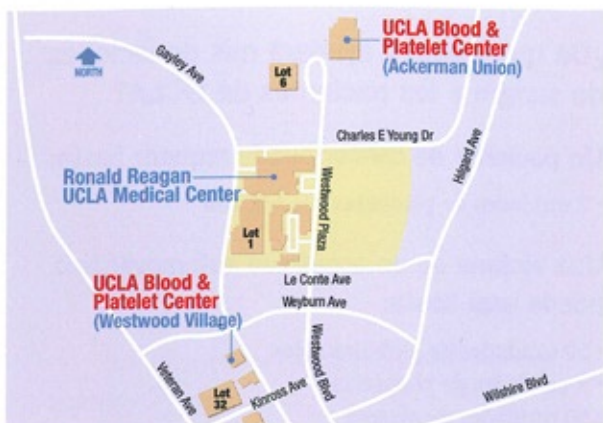 UCLA Blood &
Platelet Center
(Ackerman Union)
NORTH
Gayley Ave
Lot
6
Charles E Young Dr
Hilgard Ave
Ronald Reagan
UCLA Medical Center
Westwood Plaza
Lot
1
Le Conte Ave
UCLA Blood &
Platelet Center
(Westwood Village)
Weyburn Ave
Westwood Blvd
Veteran Ave
Lot
32
Kinross Ave
Wilshire Blvd